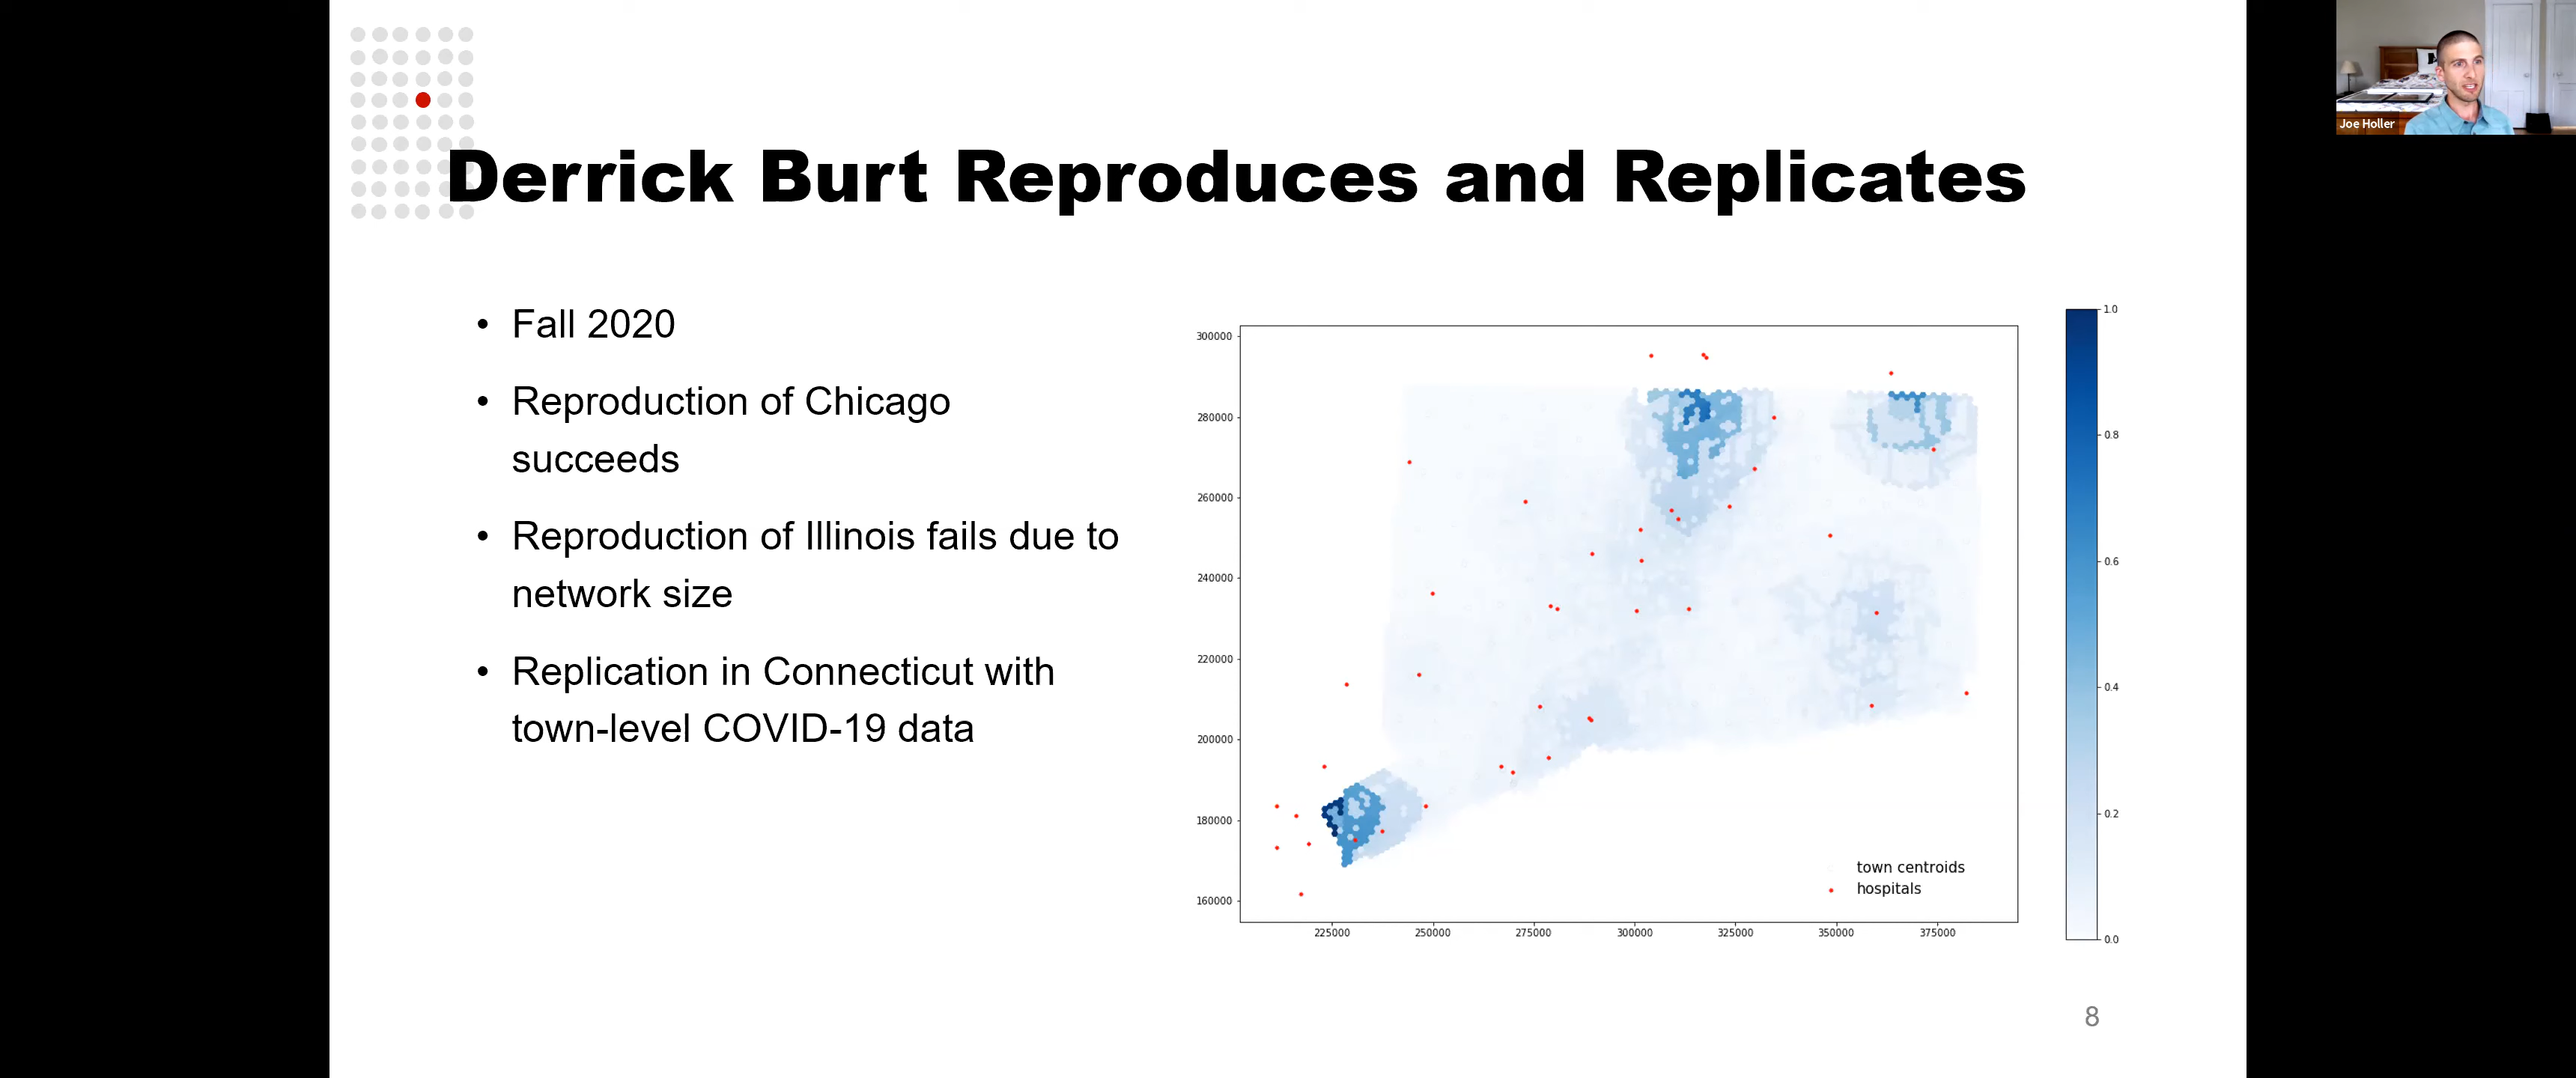 Joe Holler
Derrick Burt Reproduces and Replicates
• Fall 2020
• Reproduction of Chicago
succeeds
• Reproduction of Illinois fails due to
network size
• Replication in Connecticut with
town-level COVID-19 data
300000
280000
260000
240000
220000
200000
180000
160000
225000 250000 275000 300000 325000 350000 375000
town centroids
hospitals
1.0
0.8
0.6
0.4
0.2
0.0
8